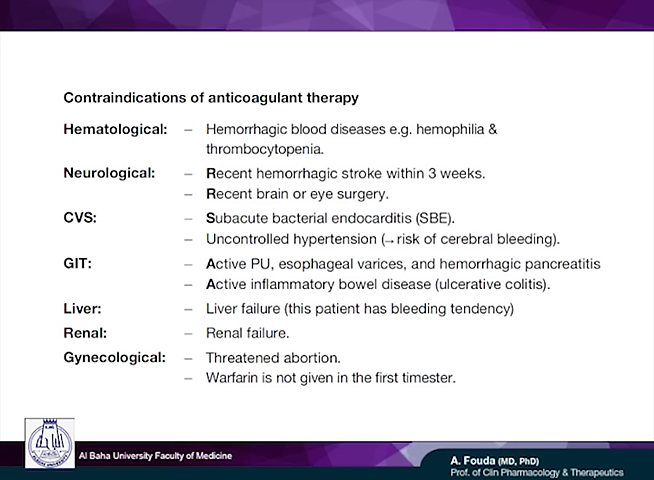 Contraindications of anticoagulant therapy
Hematological: – Hemorrhagic blood diseases e.g. hemophilia &
thrombocytopenia.
Neurological: – Recent hemorrhagic stroke within 3 weeks.
– Recent brain or eye surgery.
CVS: – Subacute bacterial endocarditis (SBE).
– Uncontrolled hypertension (→risk of cerebral bleeding).
GIT: – Active PU, esophageal varices, and hemorrhagic pancreatitis
– Active inflammatory bowel disease (ulcerative colitis).
Liver: – Liver failure (this patient has bleeding tendency)
Renal: – Renal failure.
Gynecological: – Threatened abortion.
– Warfarin is not given in the first timester.
Al Baha University Faculty of Medicine
A. Fouda (MD, PhD)
Prof. of Clin Pharmacology & Therapeutics